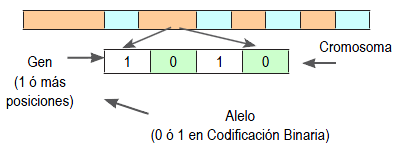 Cromosoma
Gen
(1 ó más
posiciones)
1 0 1 0
Alelo
(0 ó 1 en Codificación Binaria)